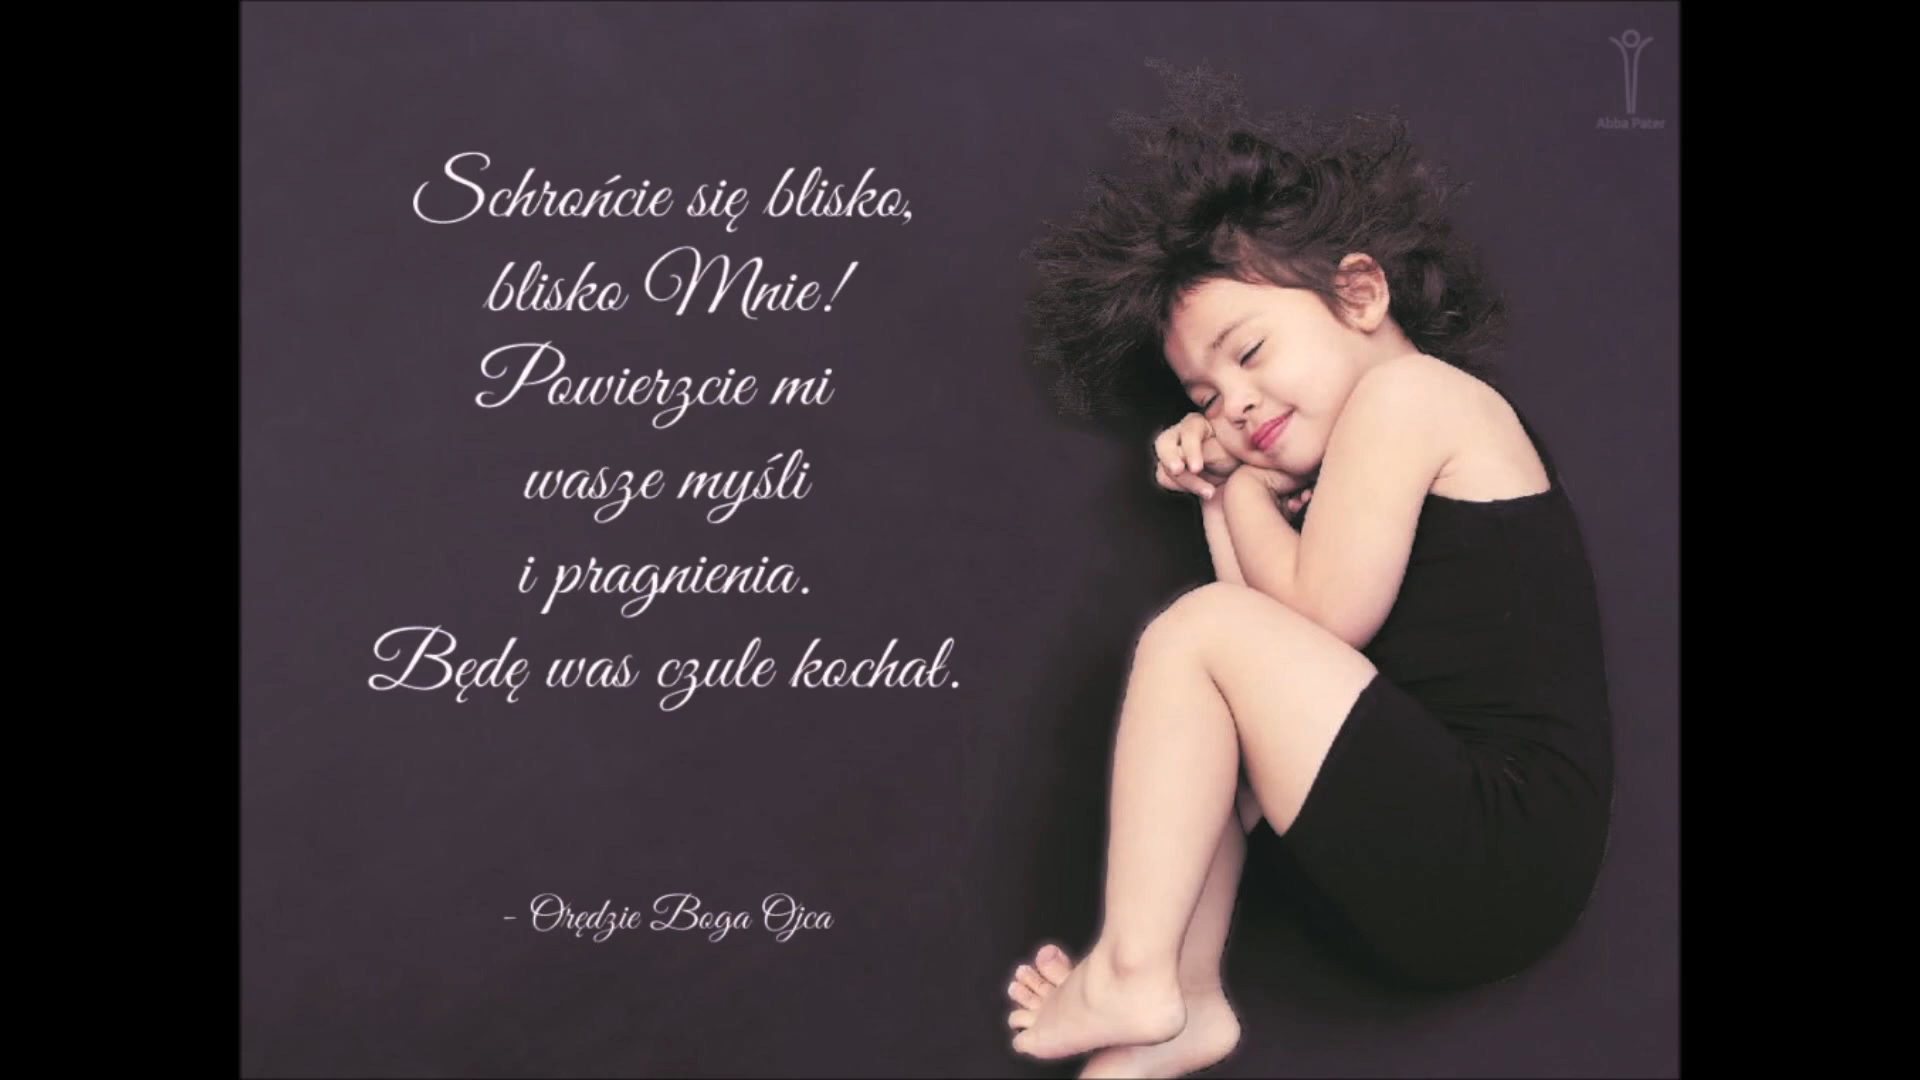 Abba Pater
Schrońcie się blisko,
blisko Mnie!
Powierzcie mi
wasze myśli
i pragnienia.
Będę was czule kochał.
- Orędzie Boga Ojca